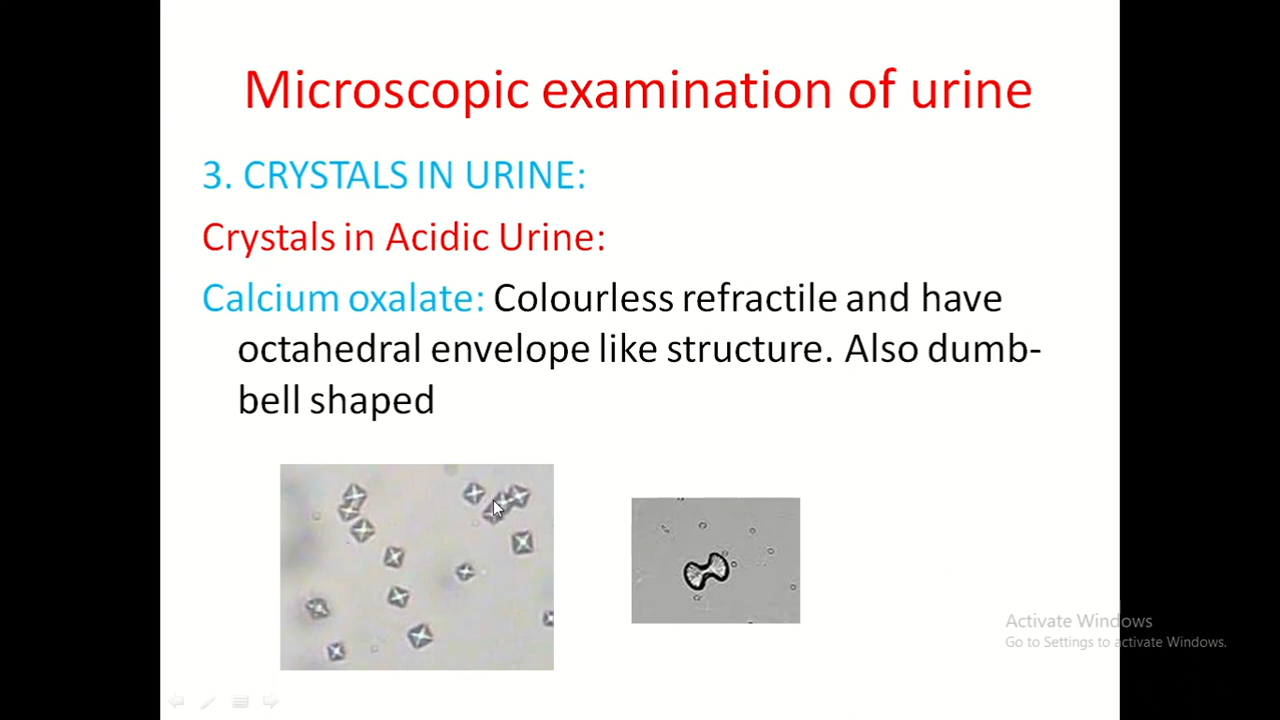 Microscopic examination of urine
3. CRYSTALS IN URINE:
Crystals in Acidic Urine:
Calcium oxalate: Colourless refractile and have
octahedral envelope like structure. Also dumb-
bell shaped
Activate Windows
Go to Settings to activate Windows.